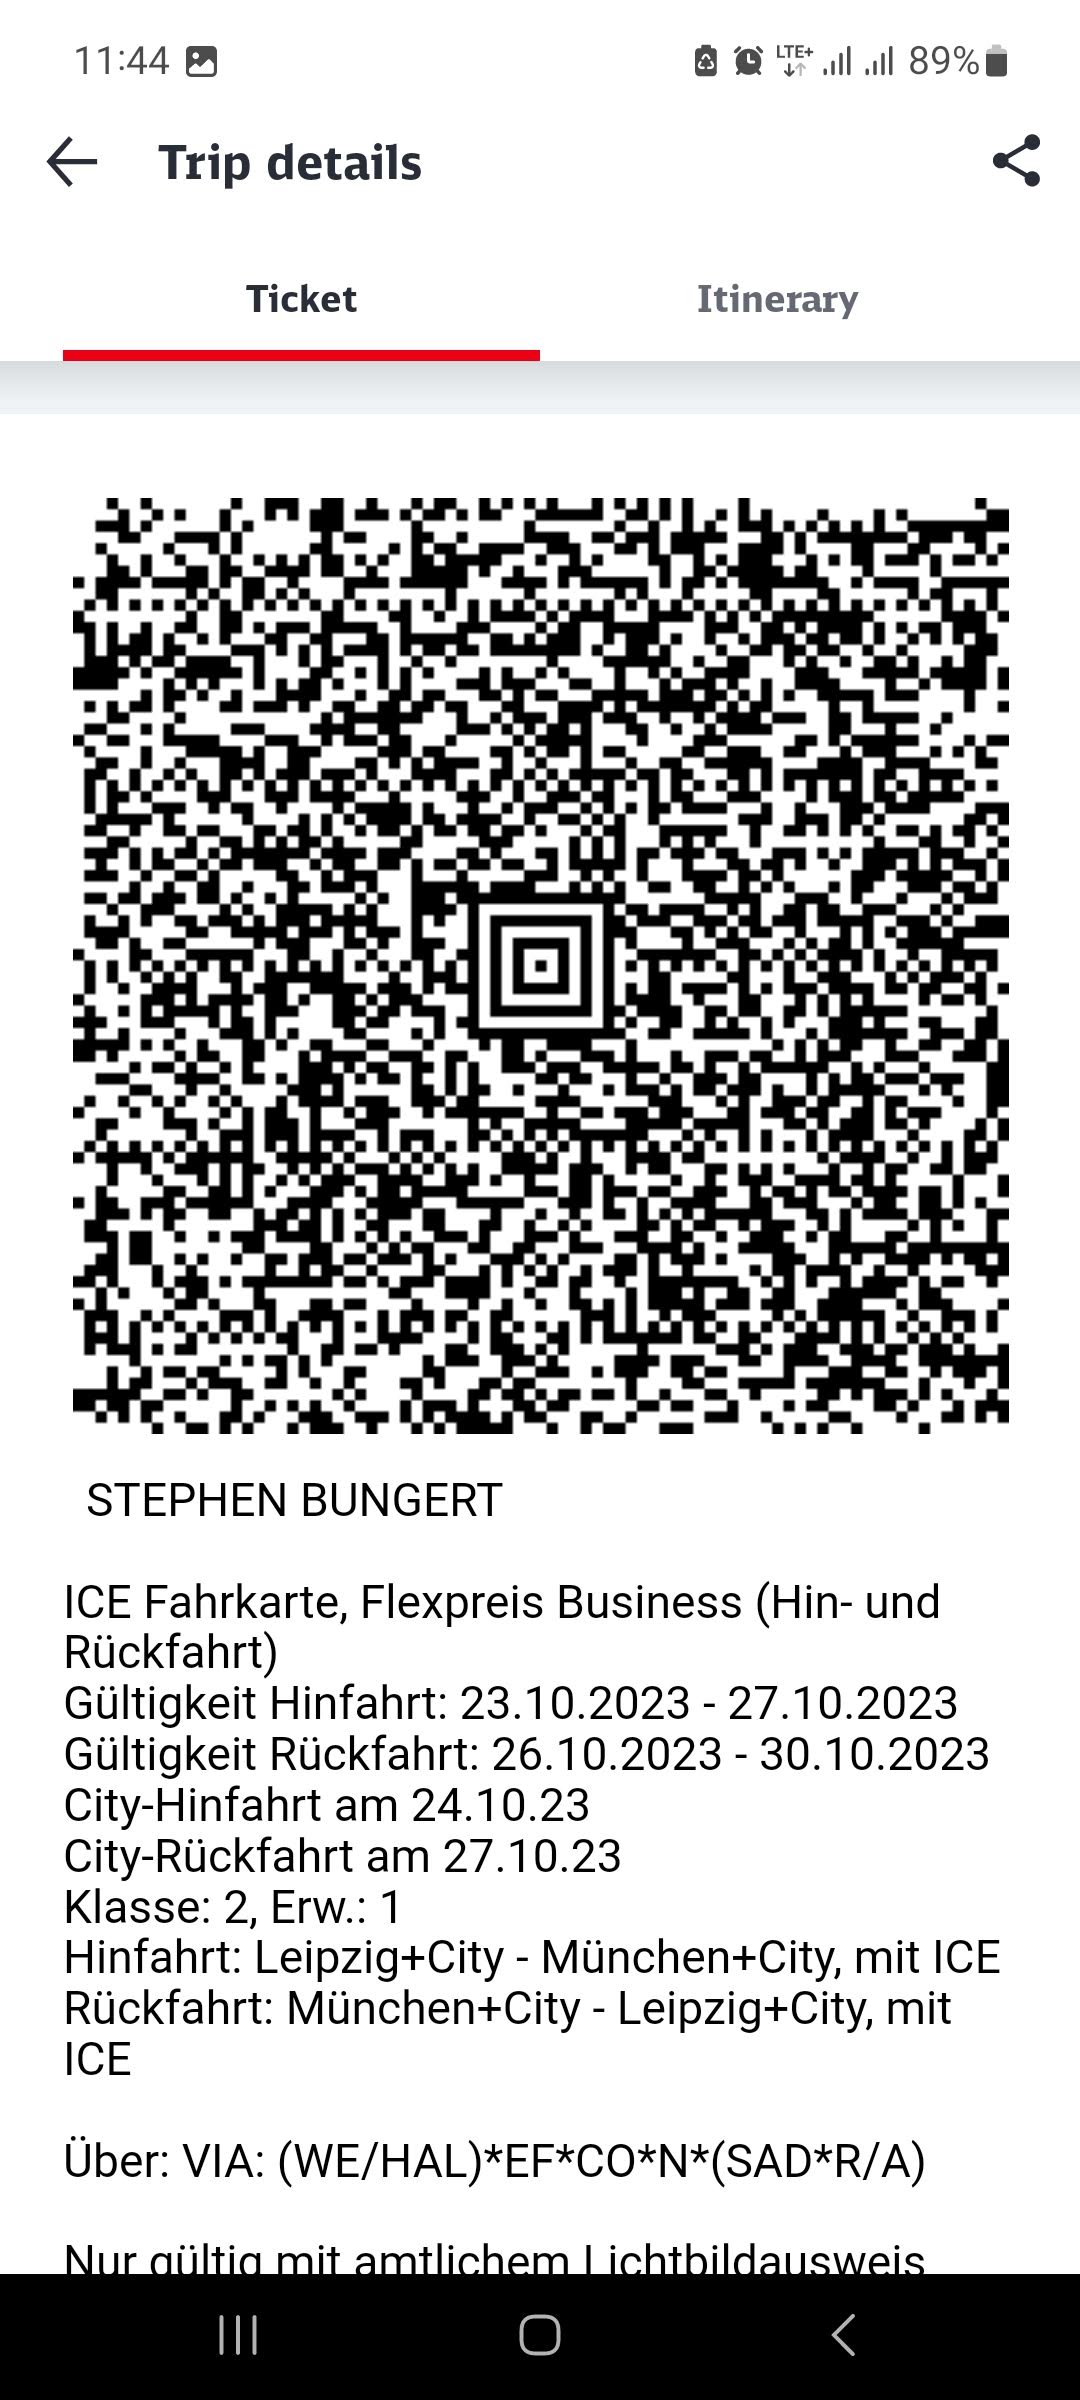 11:44 LTE+ 89%
Trip details
Ticket Itinerary
STEPHEN BUNGERT
ICE Fahrkarte, Flexpreis Business (Hin- und
Rückfahrt)
Gültigkeit Hinfahrt: 23.10.2023 - 27.10.2023
Gültigkeit Rückfahrt: 26.10.2023 - 30.10.2023
City-Hinfahrt am 24.10.23
City-Rückfahrt am 27.10.23
Klasse: 2, Erw.: 1
Hinfahrt: Leipzig+City - München+City, mit ICE
Rückfahrt: München+City - Leipzig+City, mit
ICE
Über: VIA: (WE/HAL)*EF*CO*N*(SAD*R/A)
Nur gültig mit amtlichem Lichtbildausweis